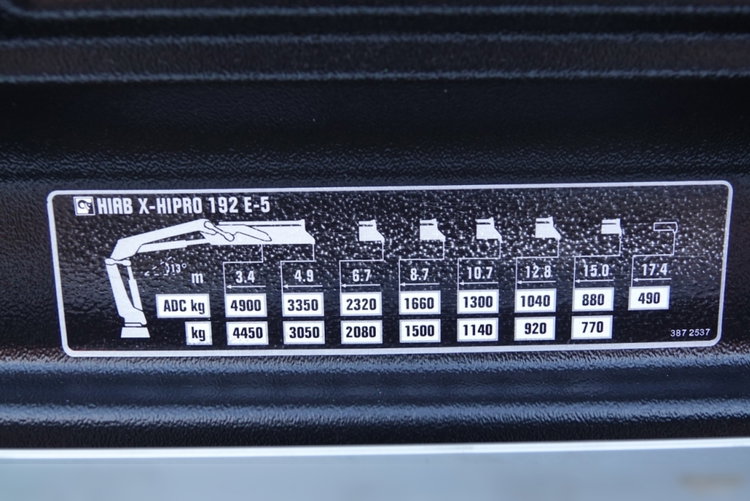 HIAB X-HIPRO 192 E-5
13°
m 3.4 4.9 6.7 8.7 10.7 12.8 15.0 17.4
ADC kg 4900 3350 2320 1660 1300 1040 880 490
kg 4450 3050 2080 1500 1140 920 770
387 2537